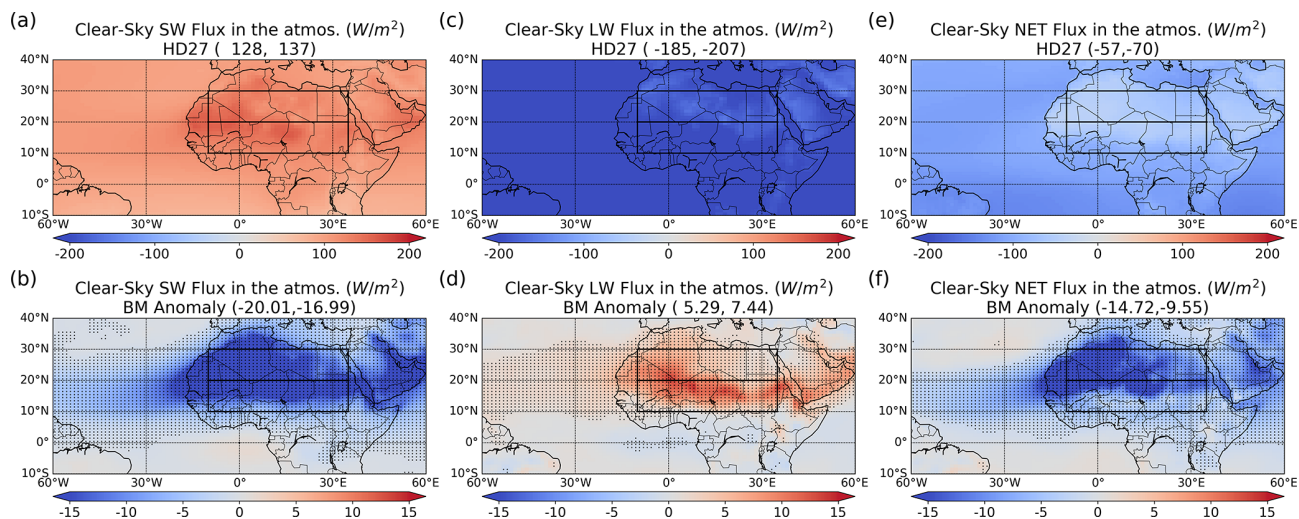 (a)
Clear-Sky SW Flux in the atmos. (W/m²)
HD27 ( 128, 137)
40°N
30°N
20°N
10°N
0°
10°S
60°W 30°W 0° 30°E 60°E
-200 -100 0 100 200
(c)
Clear-Sky LW Flux in the atmos. (W/m²)
HD27 ( -185, -207)
40°N
30°N
20°N
10°N
0°
10°S
60°W 30°W 0° 30°E 60°E
-200 -100 0 100 200
(e)
Clear-Sky NET Flux in the atmos. (W/m²)
HD27 (-57,-70)
40°N
30°N
20°N
10°N
0°
10°S
60°W 30°W 0° 30°E 60°E
-200 -100 0 100 200
(b)
Clear-Sky SW Flux in the atmos. (W/m²)
BM Anomaly (-20.01,-16.99)
40°N
30°N
20°N
10°N
0°
10°S
60°W 30°W 0° 30°E 60°E
-15 -10 -5 0 5 10 15
(d)
Clear-Sky LW Flux in the atmos. (W/m²)
BM Anomaly ( 5.29, 7.44)
40°N
30°N
20°N
10°N
0°
10°S
60°W 30°W 0° 30°E 60°E
-15 -10 -5 0 5 10 15
(f)
Clear-Sky NET Flux in the atmos. (W/m²)
BM Anomaly (-14.72,-9.55)
40°N
30°N
20°N
10°N
0°
10°S
60°W 30°W 0° 30°E 60°E
-15 -10 -5 0 5 10 15